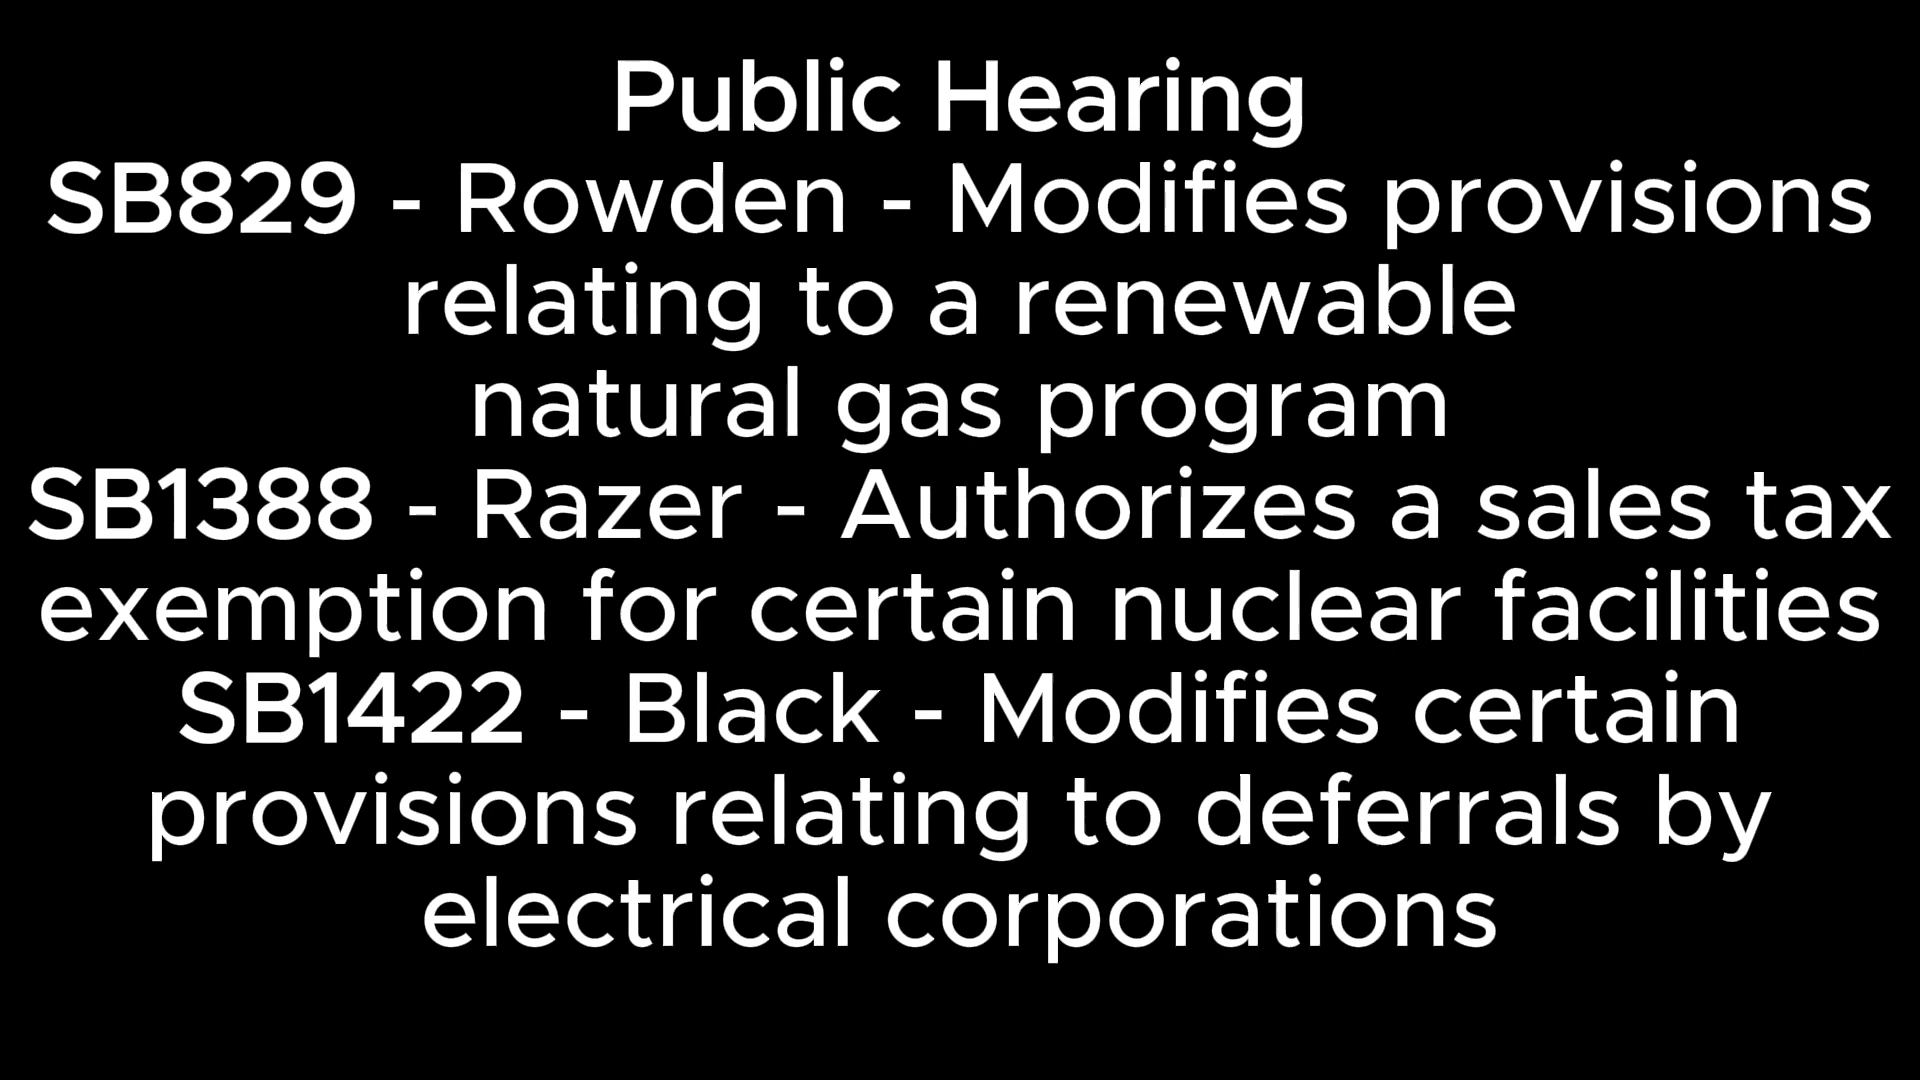 Public Hearing
SB829 - Rowden - Modifies provisions
relating to a renewable
natural gas program
SB1388 - Razer - Authorizes a sales tax
exemption for certain nuclear facilities
SB1422 - Black - Modifies certain
provisions relating to deferrals by
electrical corporations